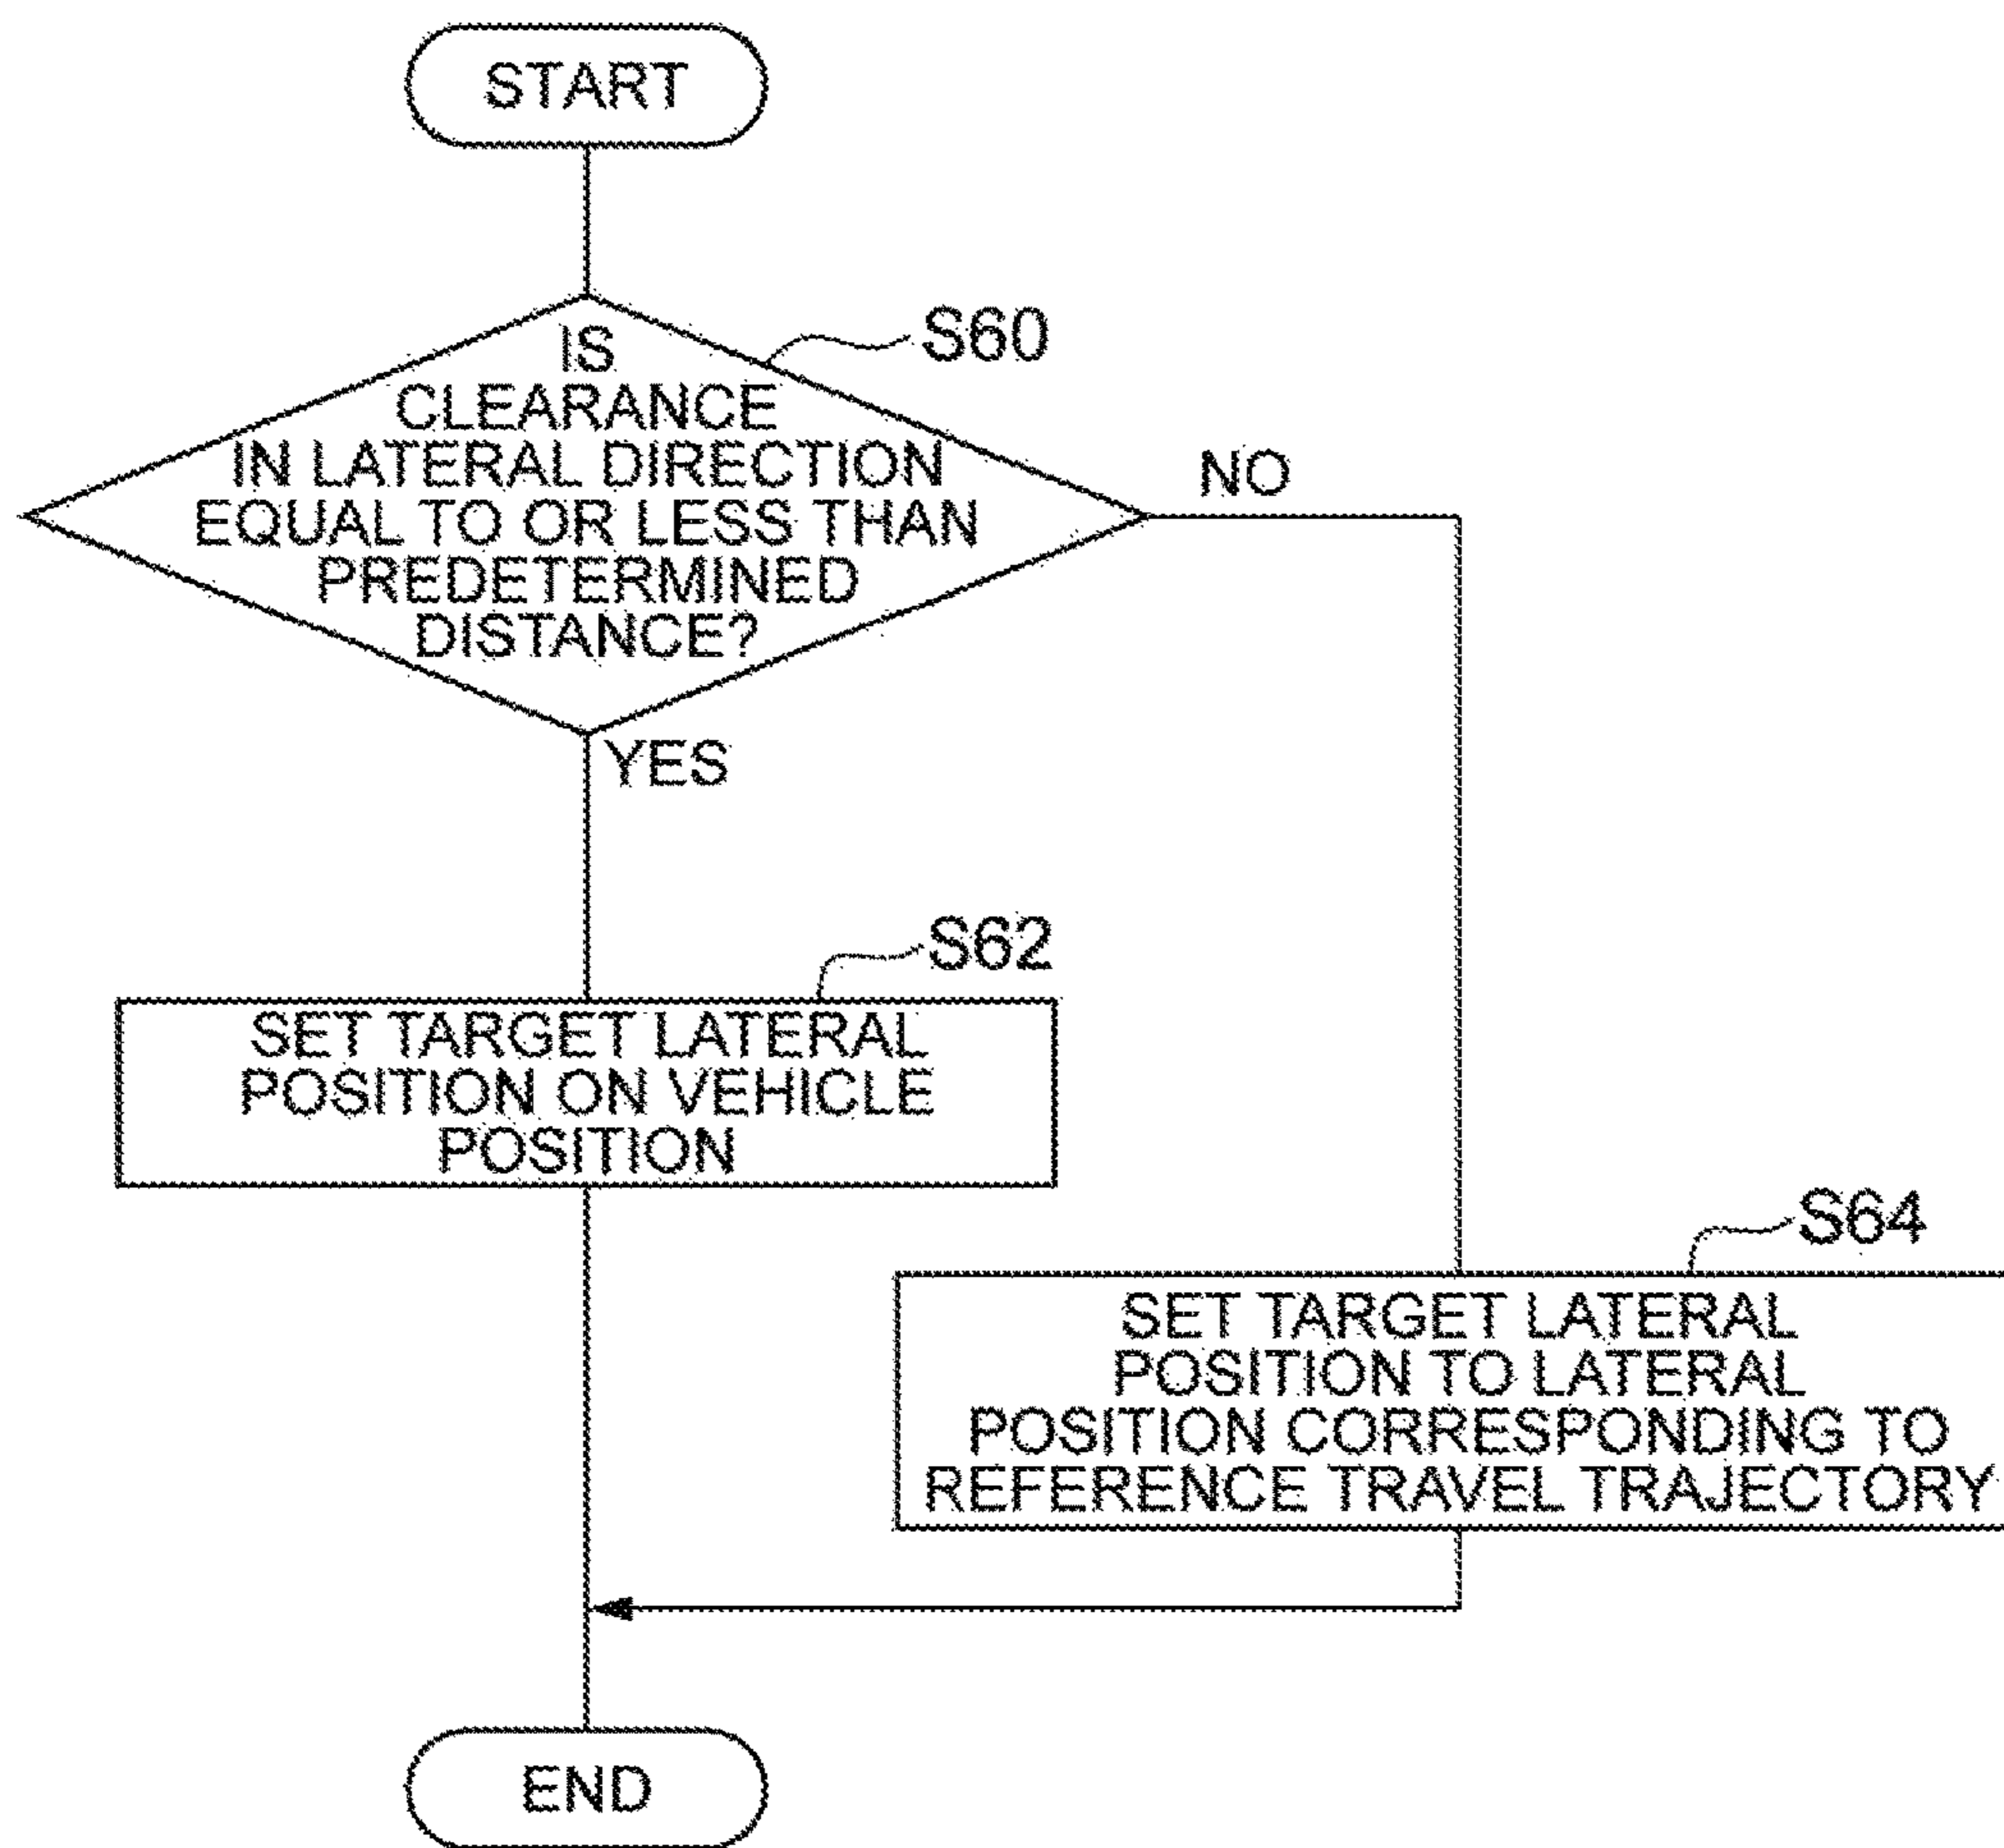 START
S60
IS
CLEARANCE
IN LATERAL DIRECTION
EQUAL TO OR LESS THAN
PREDETERMINED
DISTANCE?
NO
YES
S62
SET TARGET LATERAL
POSITION ON VEHICLE
POSITION
S64
SET TARGET LATERAL
POSITION TO LATERAL
POSITION CORRESPONDING TO
REFERENCE TRAVEL TRAJECTORY
END